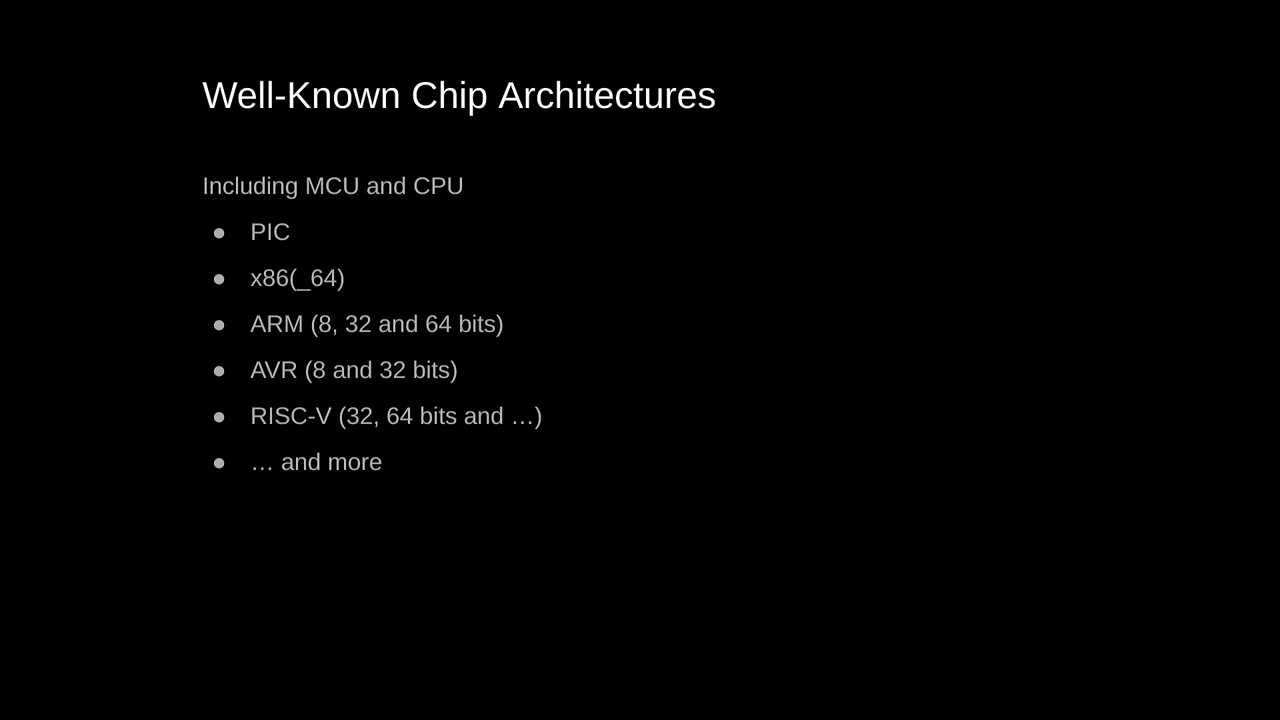 Well-Known Chip Architectures
Including MCU and CPU
● PIC
● x86(_64)
● ARM (8, 32 and 64 bits)
● AVR (8 and 32 bits)
● RISC-V (32, 64 bits and …)
● … and more